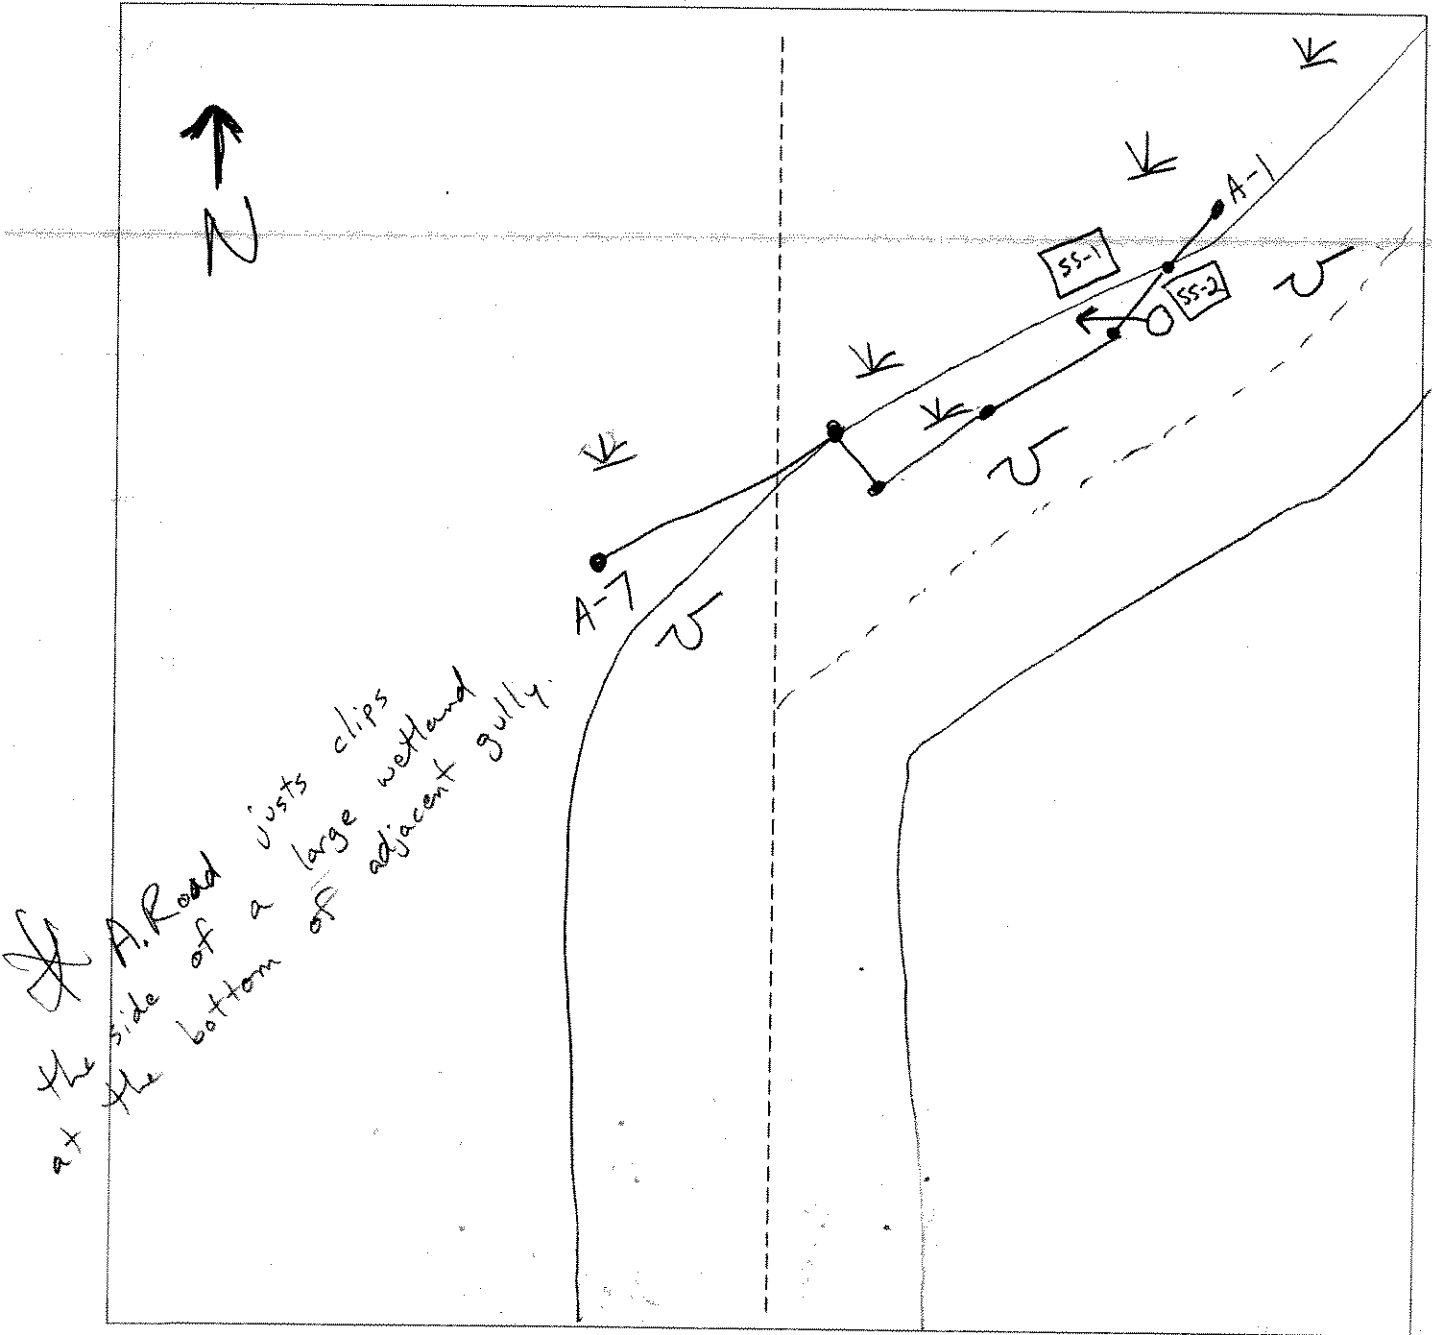 N
A-1
SS-1
SS-2
A-7
A. Road justs clips
the side of a large wetland
at the bottom of adjacent gully.